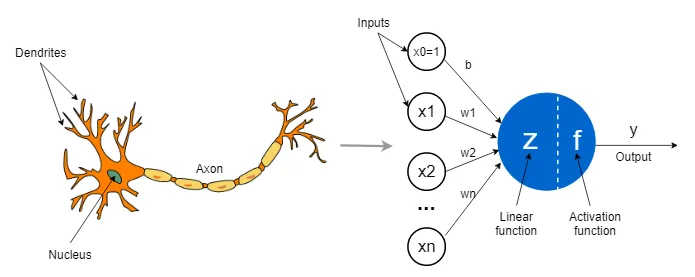 Dendrites
Nucleus
Axon
Inputs
x0=1
x1
x2
...
xn
b
w1
w2
wn
z
f
y
Output
Linear
function
Activation
function